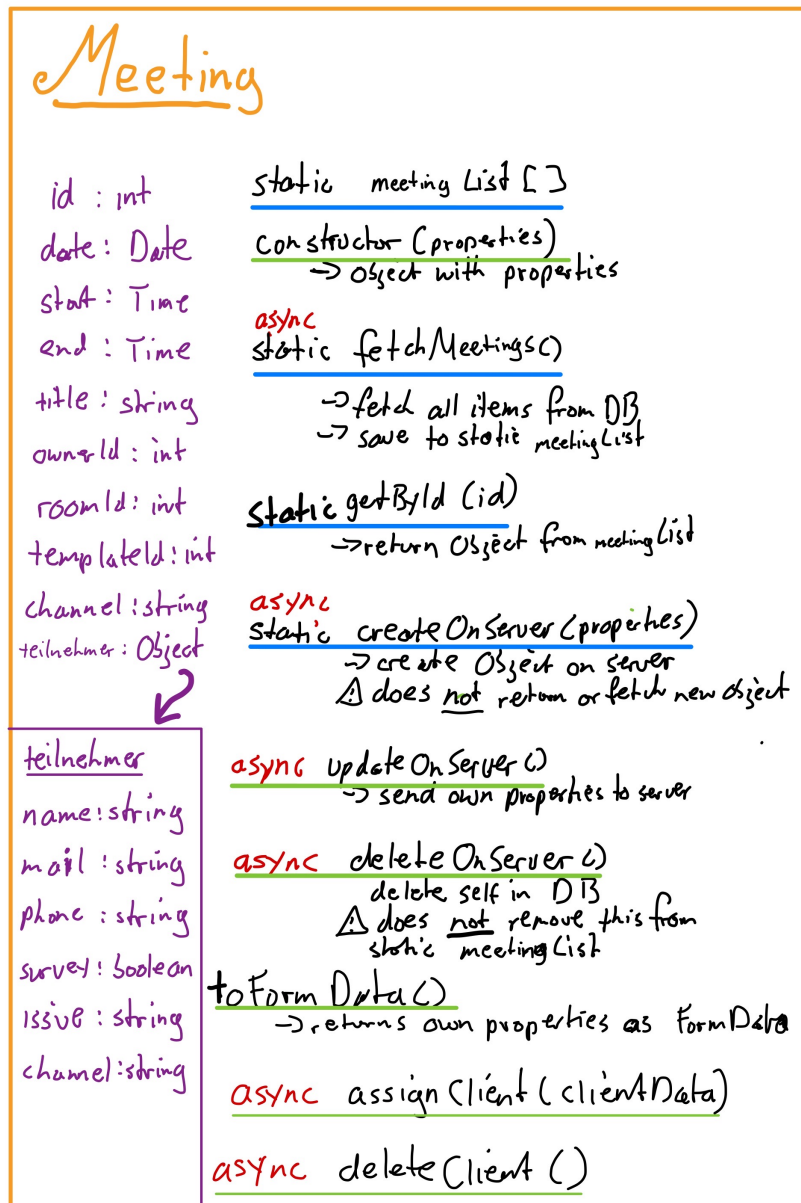 Meeting
id : int
date : Date
start : Time
end : Time
title : string
ownerId : int
roomId : int
templateId : int
channel : string
teilnehmer : Object
teilnehmer
name : string
mail : string
phone : string
survey : boolean
issue : string
channel : string
static meetingList []
constructor (properties)
-> Object with properties
async
static fetchMeetings()
-> fetch all items from DB
-> save to static meetingList
static getById (id)
-> return Object from meetingList
async
static createOnServer (properties)
-> create Object on server
⚠ does not return or fetch new object
async updateOnServer ()
-> send own properties to server
async deleteOnServer ()
delete self in DB
⚠ does not remove this from
static meetingList
toFormData ()
-> returns own properties as FormData
async assignClient (clientData)
async deleteClient ()